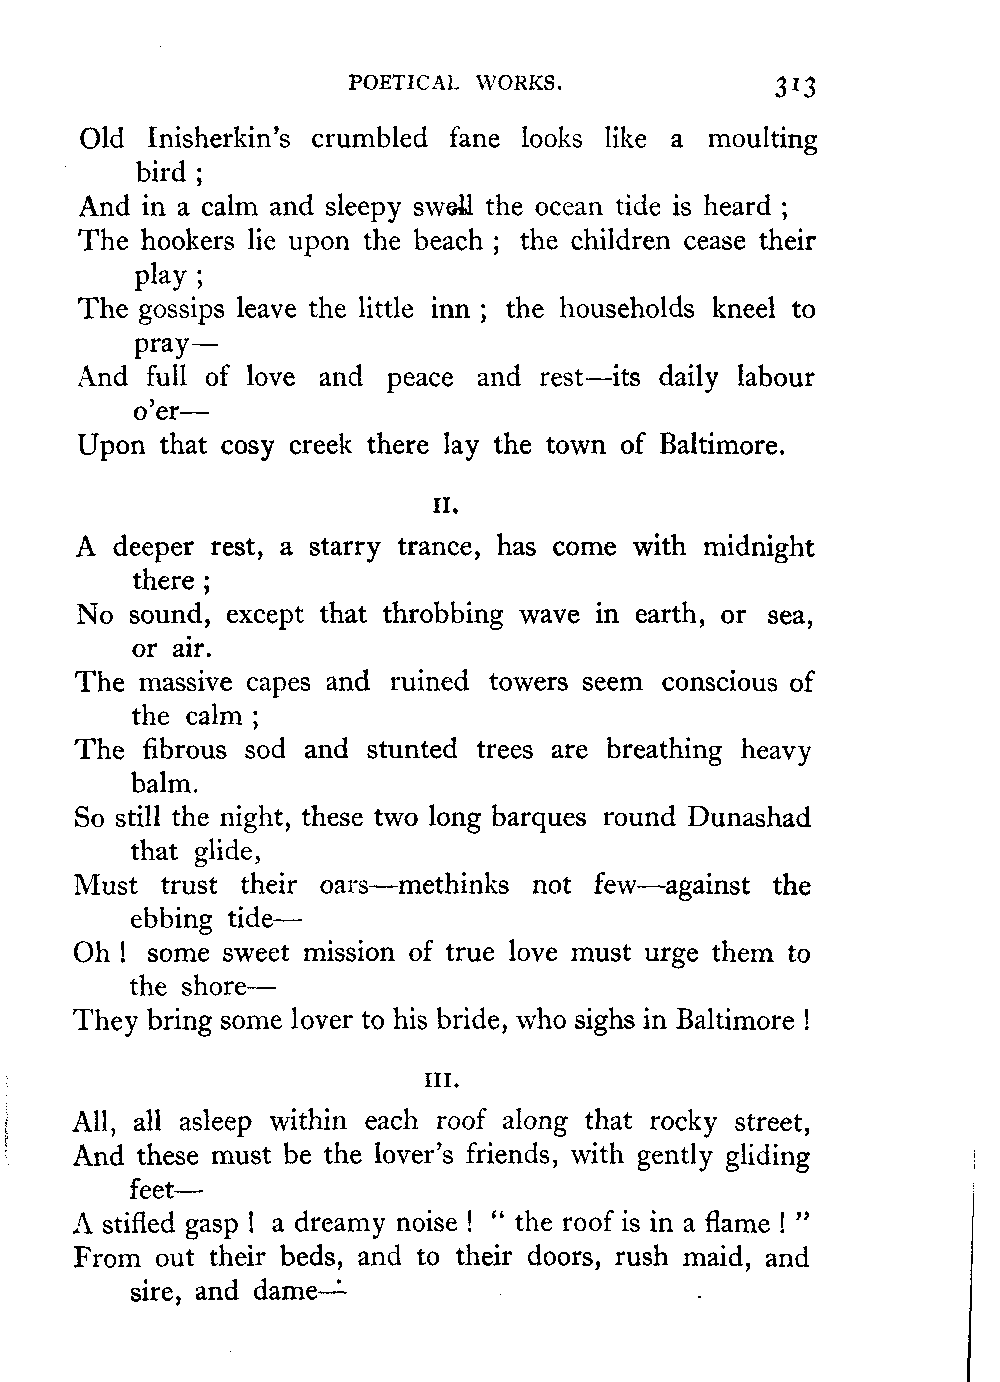 POETICAL WORKS. 313
Old Inisherkin's crumbled fane looks like a moulting
bird ;
And in a calm and sleepy swell the ocean tide is heard ;
The hookers lie upon the beach ; the children cease their
play ;
The gossips leave the little inn ; the households kneel to
pray—
And full of love and peace and rest—its daily labour
o'er—
Upon that cosy creek there lay the town of Baltimore.
II.
A deeper rest, a starry trance, has come with midnight
there ;
No sound, except that throbbing wave in earth, or sea,
or air.
The massive capes and ruined towers seem conscious of
the calm ;
The fibrous sod and stunted trees are breathing heavy
balm.
So still the night, these two long barques round Dunashad
that glide,
Must trust their oars—methinks not few—against the
ebbing tide—
Oh ! some sweet mission of true love must urge them to
the shore—
They bring some lover to his bride, who sighs in Baltimore !
III.
All, all asleep within each roof along that rocky street,
And these must be the lover's friends, with gently gliding
feet—
A stifled gasp ! a dreamy noise ! " the roof is in a flame ! "
From out their beds, and to their doors, rush maid, and
sire, and dame—